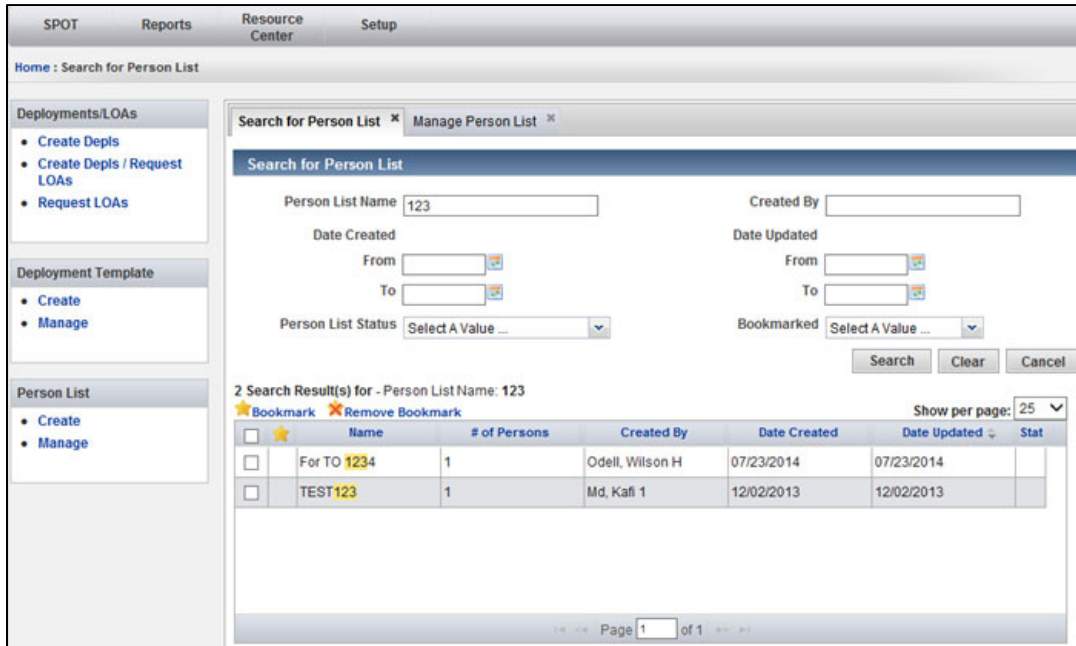 SPOT Reports Resource Center Setup
Home : Search for Person List
Deployments/LOAs
• Create Depls
• Create Depls / Request
LOAs
• Request LOAs
Deployment Template
• Create
• Manage
Person List
• Create
• Manage
Search for Person List Manage Person List
Search for Person List
Person List Name 123 Created By
Date Created Date Updated
From From
To To
Person List Status Select A Value ... Bookmarked Select A Value ...
Search Clear Cancel
2 Search Result(s) for - Person List Name: 123
Bookmark Remove Bookmark Show per page: 25
Name # of Persons Created By Date Created Date Updated Stat
For TO 1234 1 Odell, Wilson H 07/23/2014 07/23/2014
TEST123 1 Md, Kafi 1 12/02/2013 12/02/2013
Page 1 of 1